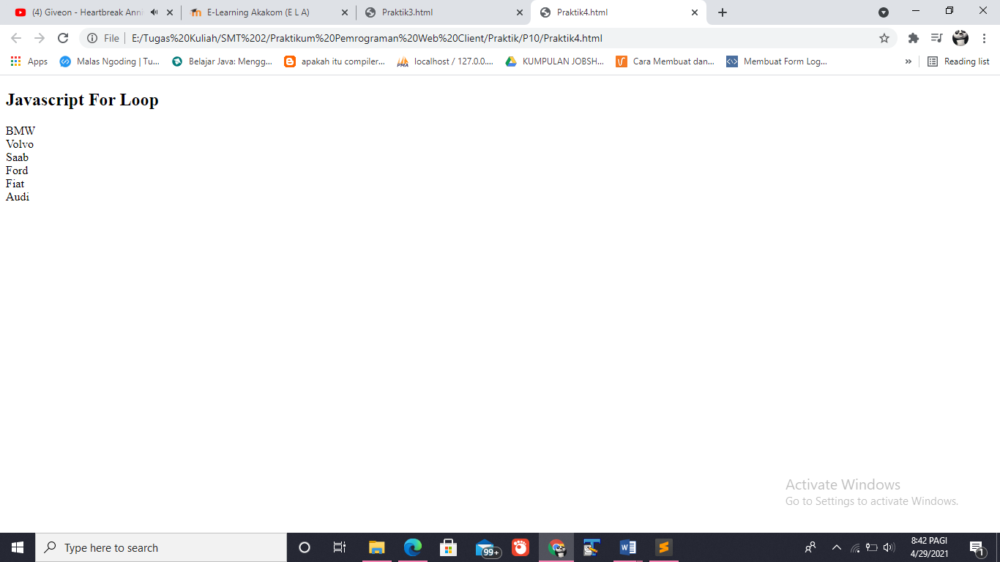 (4) Giveon - Heartbreak Anni
E-Learning Akakom (E L A)
Praktik3.html
Praktik4.html
File
E:/Tugas%20Kuliah/SMT%202/Praktikum%20Pemrograman%20Web%20Client/Praktik/P10/Praktik4.html
Apps
Malas Ngoding | Tu...
Belajar Java: Mengg...
apakah itu compiler...
localhost / 127.0.0....
KUMPULAN JOBSH...
Cara Membuat dan...
Membuat Form Log...
»
Reading list
Javascript For Loop
BMW
Volvo
Saab
Ford
Fiat
Audi
Activate Windows
Go to Settings to activate Windows.
Type here to search
99+
8:42 PAGI
4/29/2021
1